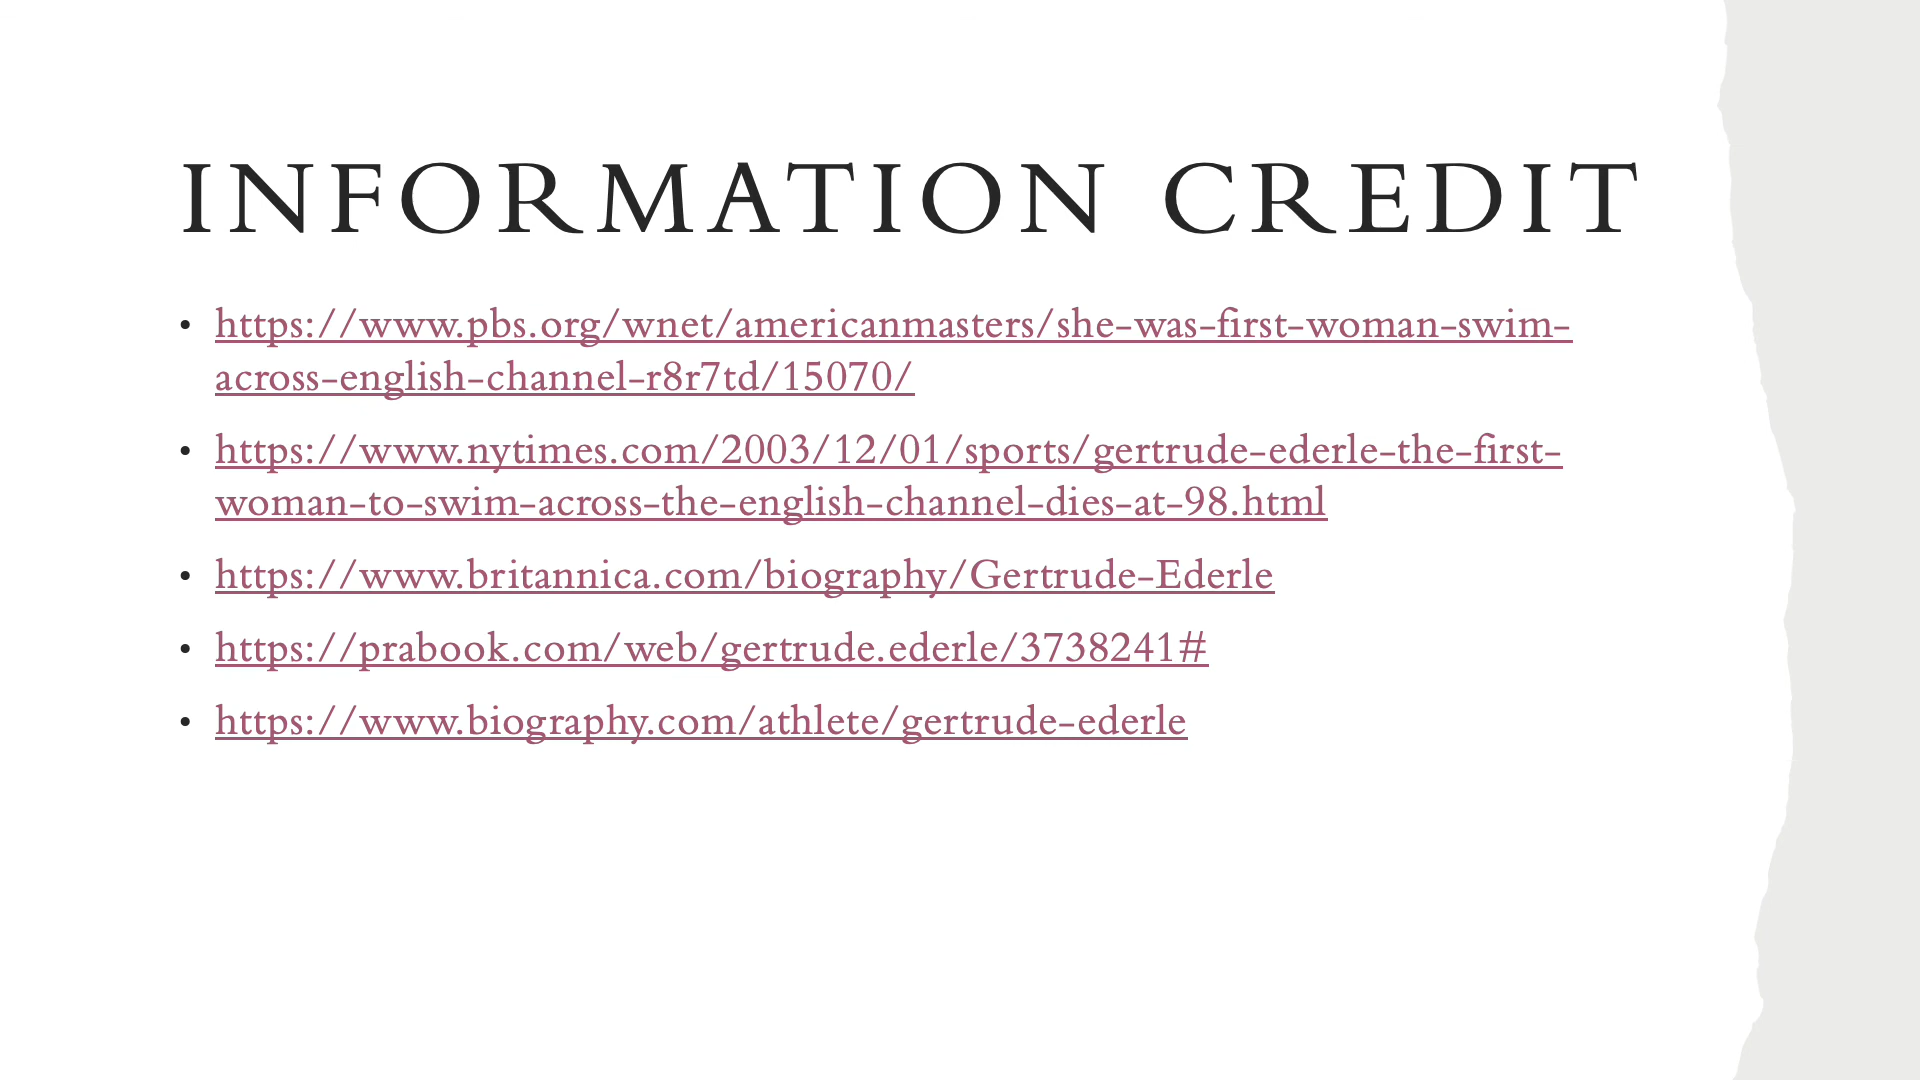 INFORMATION CREDIT
• https://www.pbs.org/wnet/americanmasters/she-was-first-woman-swim-
across-english-channel-r8r7td/15070/
• https://www.nytimes.com/2003/12/01/sports/gertrude-ederle-the-first-
woman-to-swim-across-the-english-channel-dies-at-98.html
• https://www.britannica.com/biography/Gertrude-Ederle
• https://prabook.com/web/gertrude.ederle/3738241#
• https://www.biography.com/athlete/gertrude-ederle